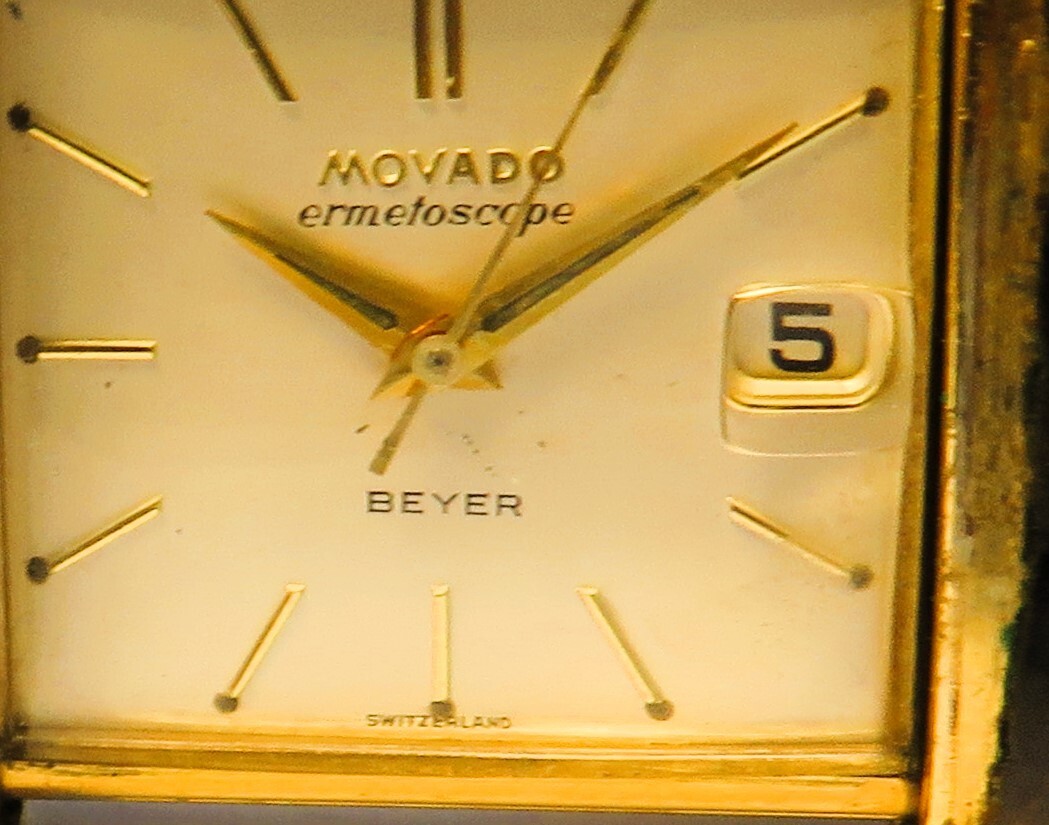 MOVADO
ermetoscope
5
BEYER
SWITZERLAND